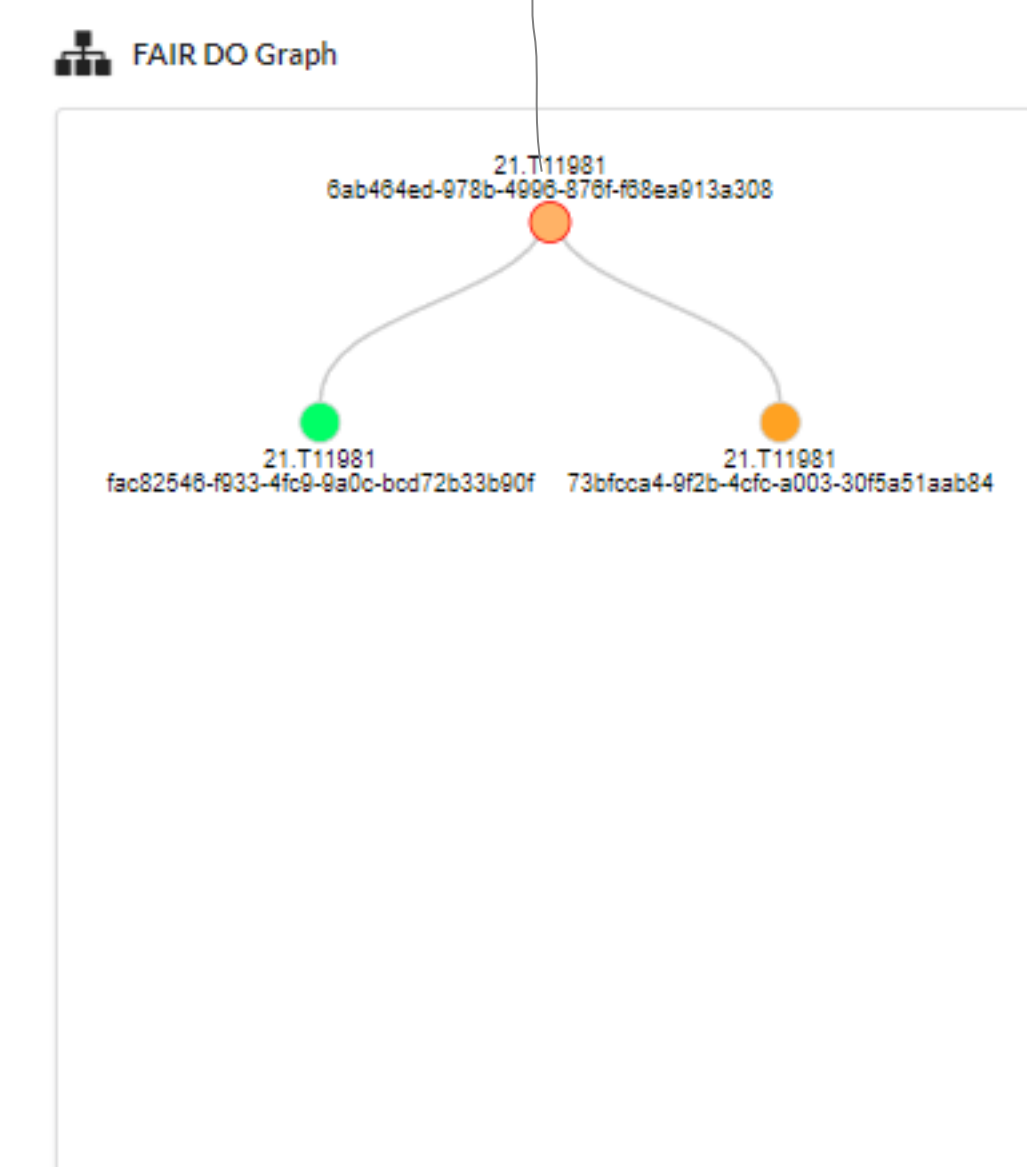 FAIR DO Graph
21.T11981
6ab464ed-978b-4996-876f-f68ea913a308
21.T11981
fac82546-f933-4fc9-9a0c-bcd72b33b90f
21.T11981
73bfcca4-9f2b-4cfc-a003-30f5a51aab84